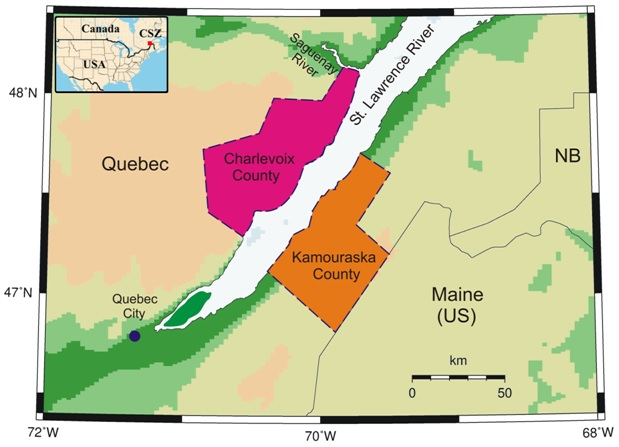 Canada
CSZ
USA
Saguenay
River
St. Lawrence River
48°N
Quebec
Charlevoix
County
NB
Kamouraska
County
47°N
Quebec
City
Maine
(US)
km
0
50
72°W
70°W
68°W